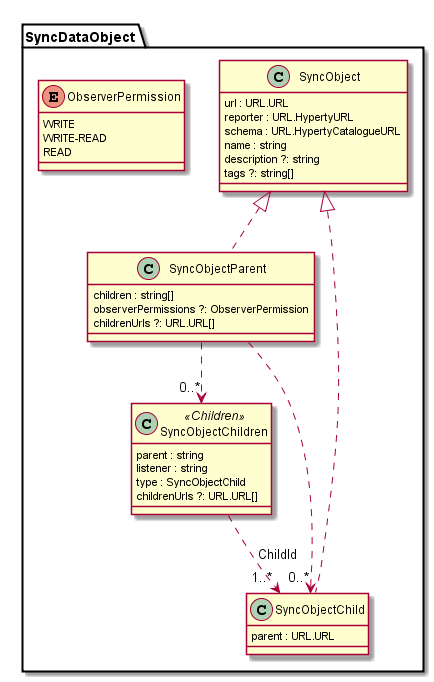 SyncDataObject
E ObserverPermission
WRITE
WRITE-READ
READ
C SyncObject
url : URL.URL
reporter : URL.HypertyURL
schema : URL.HypertyCatalogueURL
name : string
description ?: string
tags ?: string[]
C SyncObjectParent
children : string[]
observerPermissions ?: ObserverPermission
childrenUrls ?: URL.URL[]
0..*
C «Children»
SyncObjectChildren
parent : string
listener : string
type : SyncObjectChild
childrenUrls ?: URL.URL[]
ChildId
1..*
0..*
C SyncObjectChild
parent : URL.URL